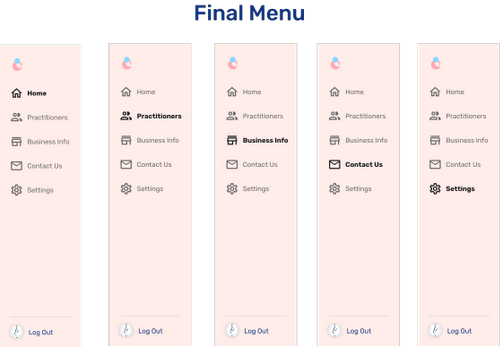 Final Menu
Home
Practitioners
Business Info
Contact Us
Settings
Log Out
Home
Practitioners
Business Info
Contact Us
Settings
Log Out
Home
Practitioners
Business Info
Contact Us
Settings
Log Out
Home
Practitioners
Business Info
Contact Us
Settings
Log Out
Home
Practitioners
Business Info
Contact Us
Settings
Log Out